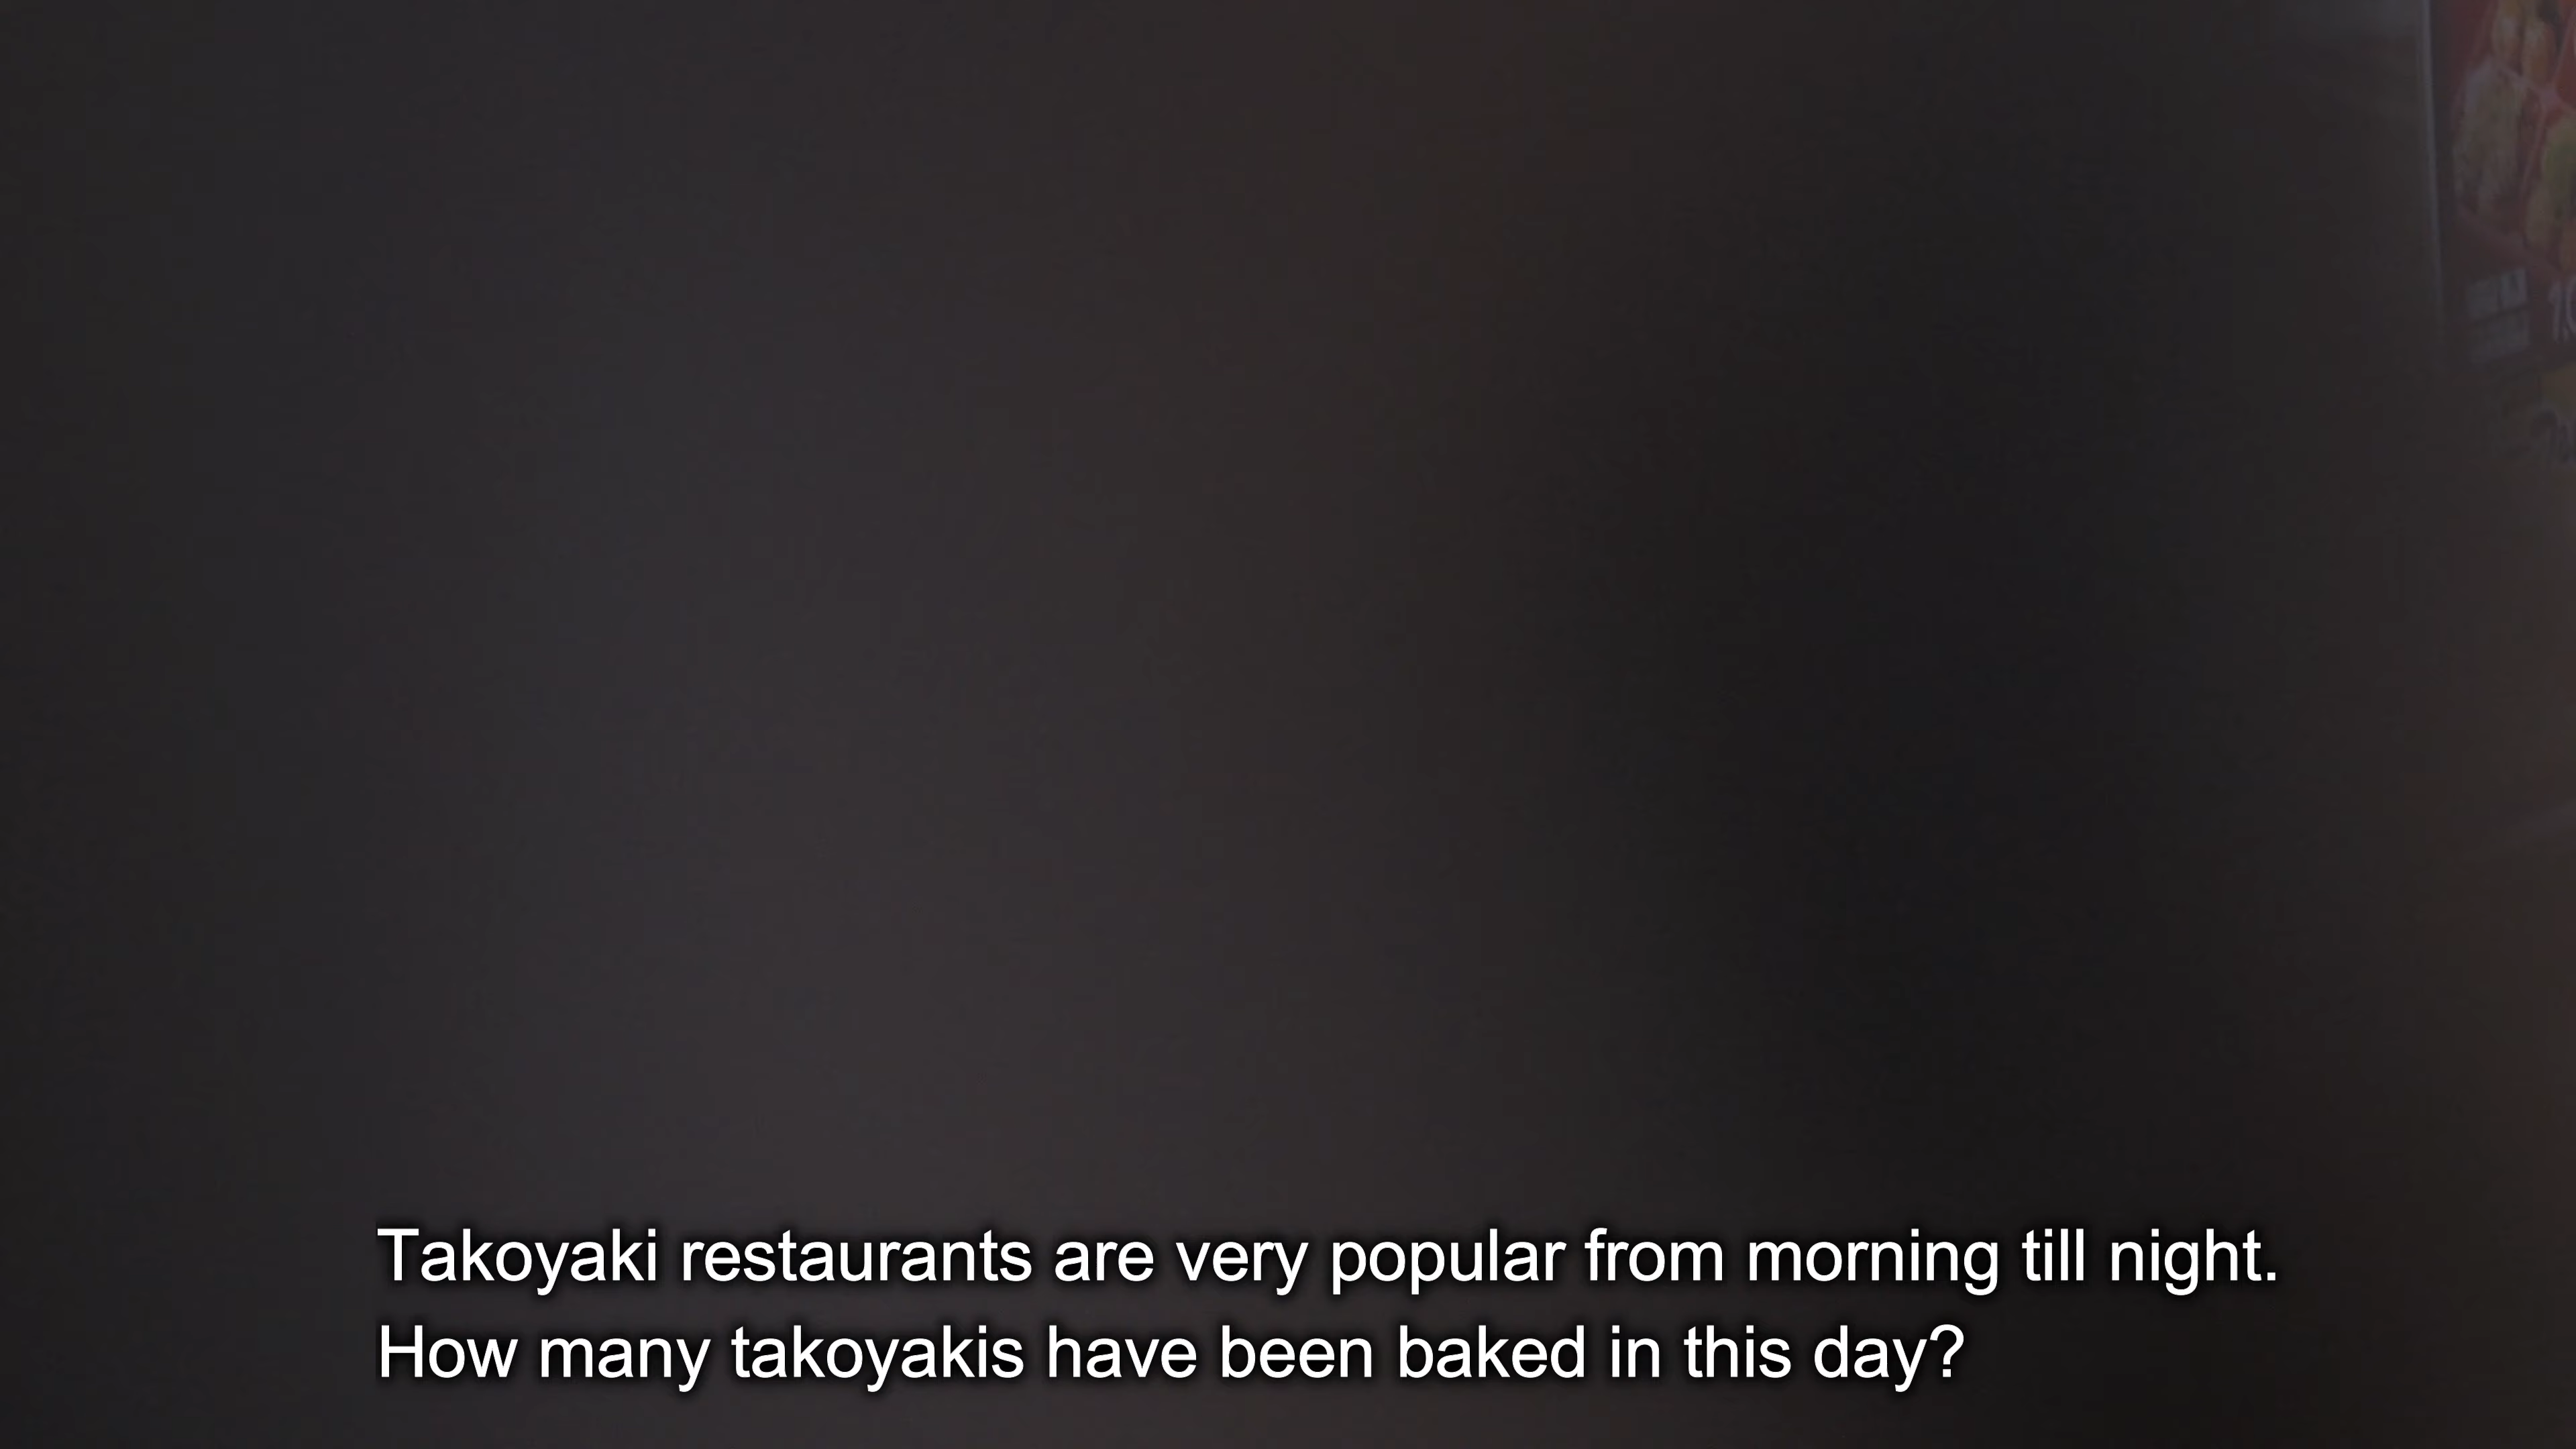 Takoyaki restaurants are very popular from morning till night.
How many takoyakis have been baked in this day?